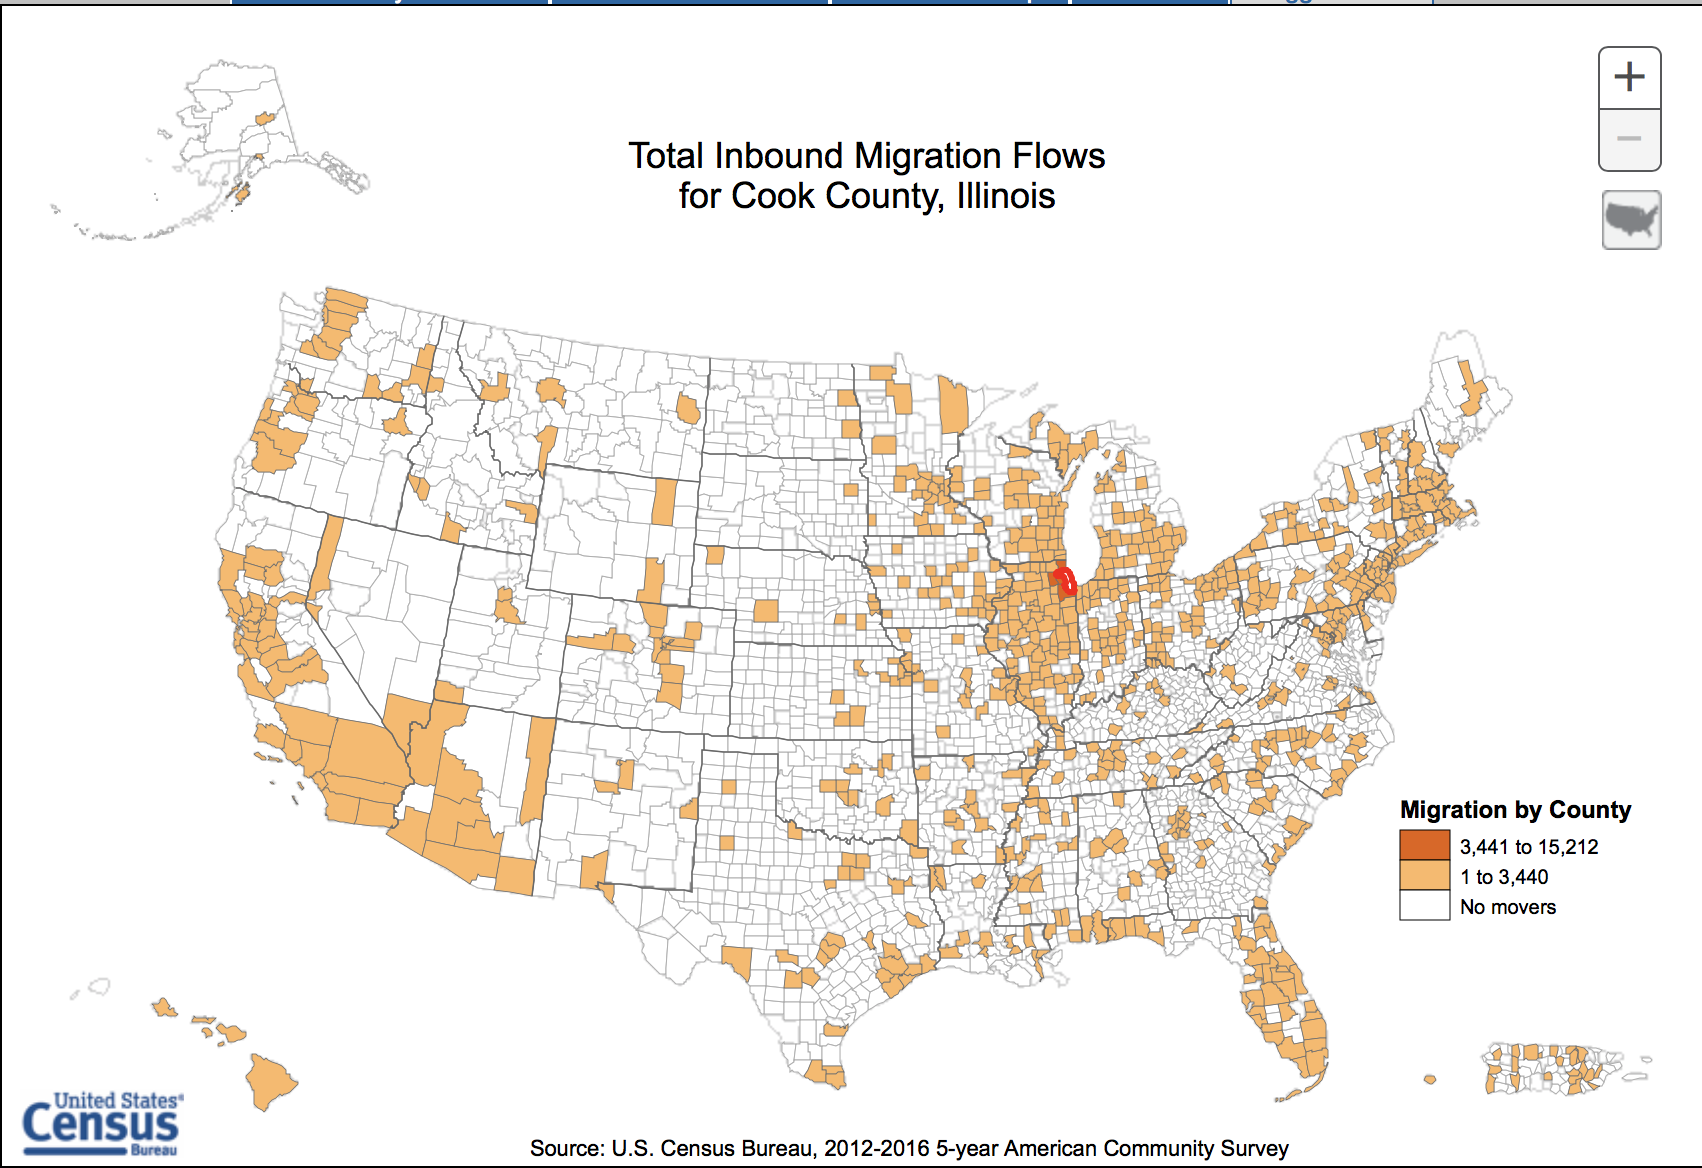 Total Inbound Migration Flows
for Cook County, Illinois
Migration by County
3,441 to 15,212
1 to 3,440
No movers
United States®
Census
Bureau
Source: U.S. Census Bureau, 2012-2016 5-year American Community Survey